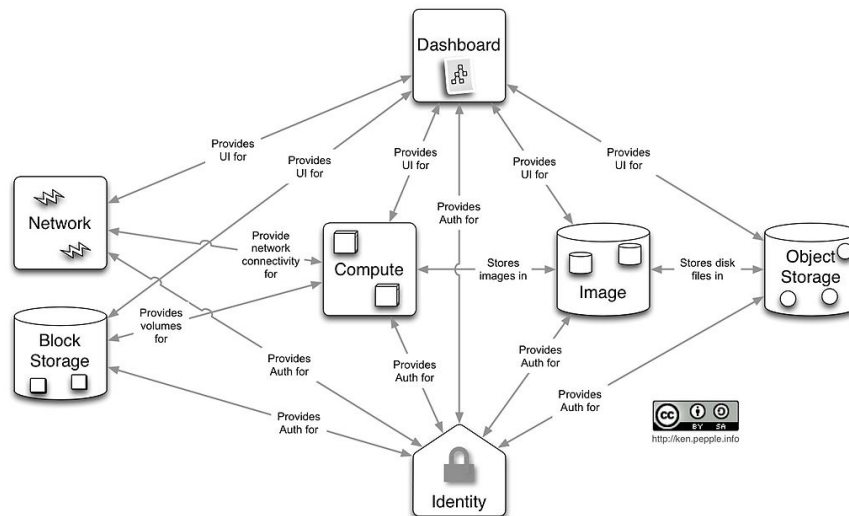 Dashboard
Provides
UI for
Provides
UI for
Provides
UI for
Provides
UI for
Provides
UI for
Provides
Auth for
Network
Provide
network
connectivity
for
Compute
Stores
images in
Image
Stores disk
files in
Object
Storage
Block
Storage
Provides
volumes
for
Provides
Auth for
Provides
Auth for
Provides
Auth for
Provides
Auth for
Provides
Auth for
Identity
cc
BY SA
http://ken.pepple.info